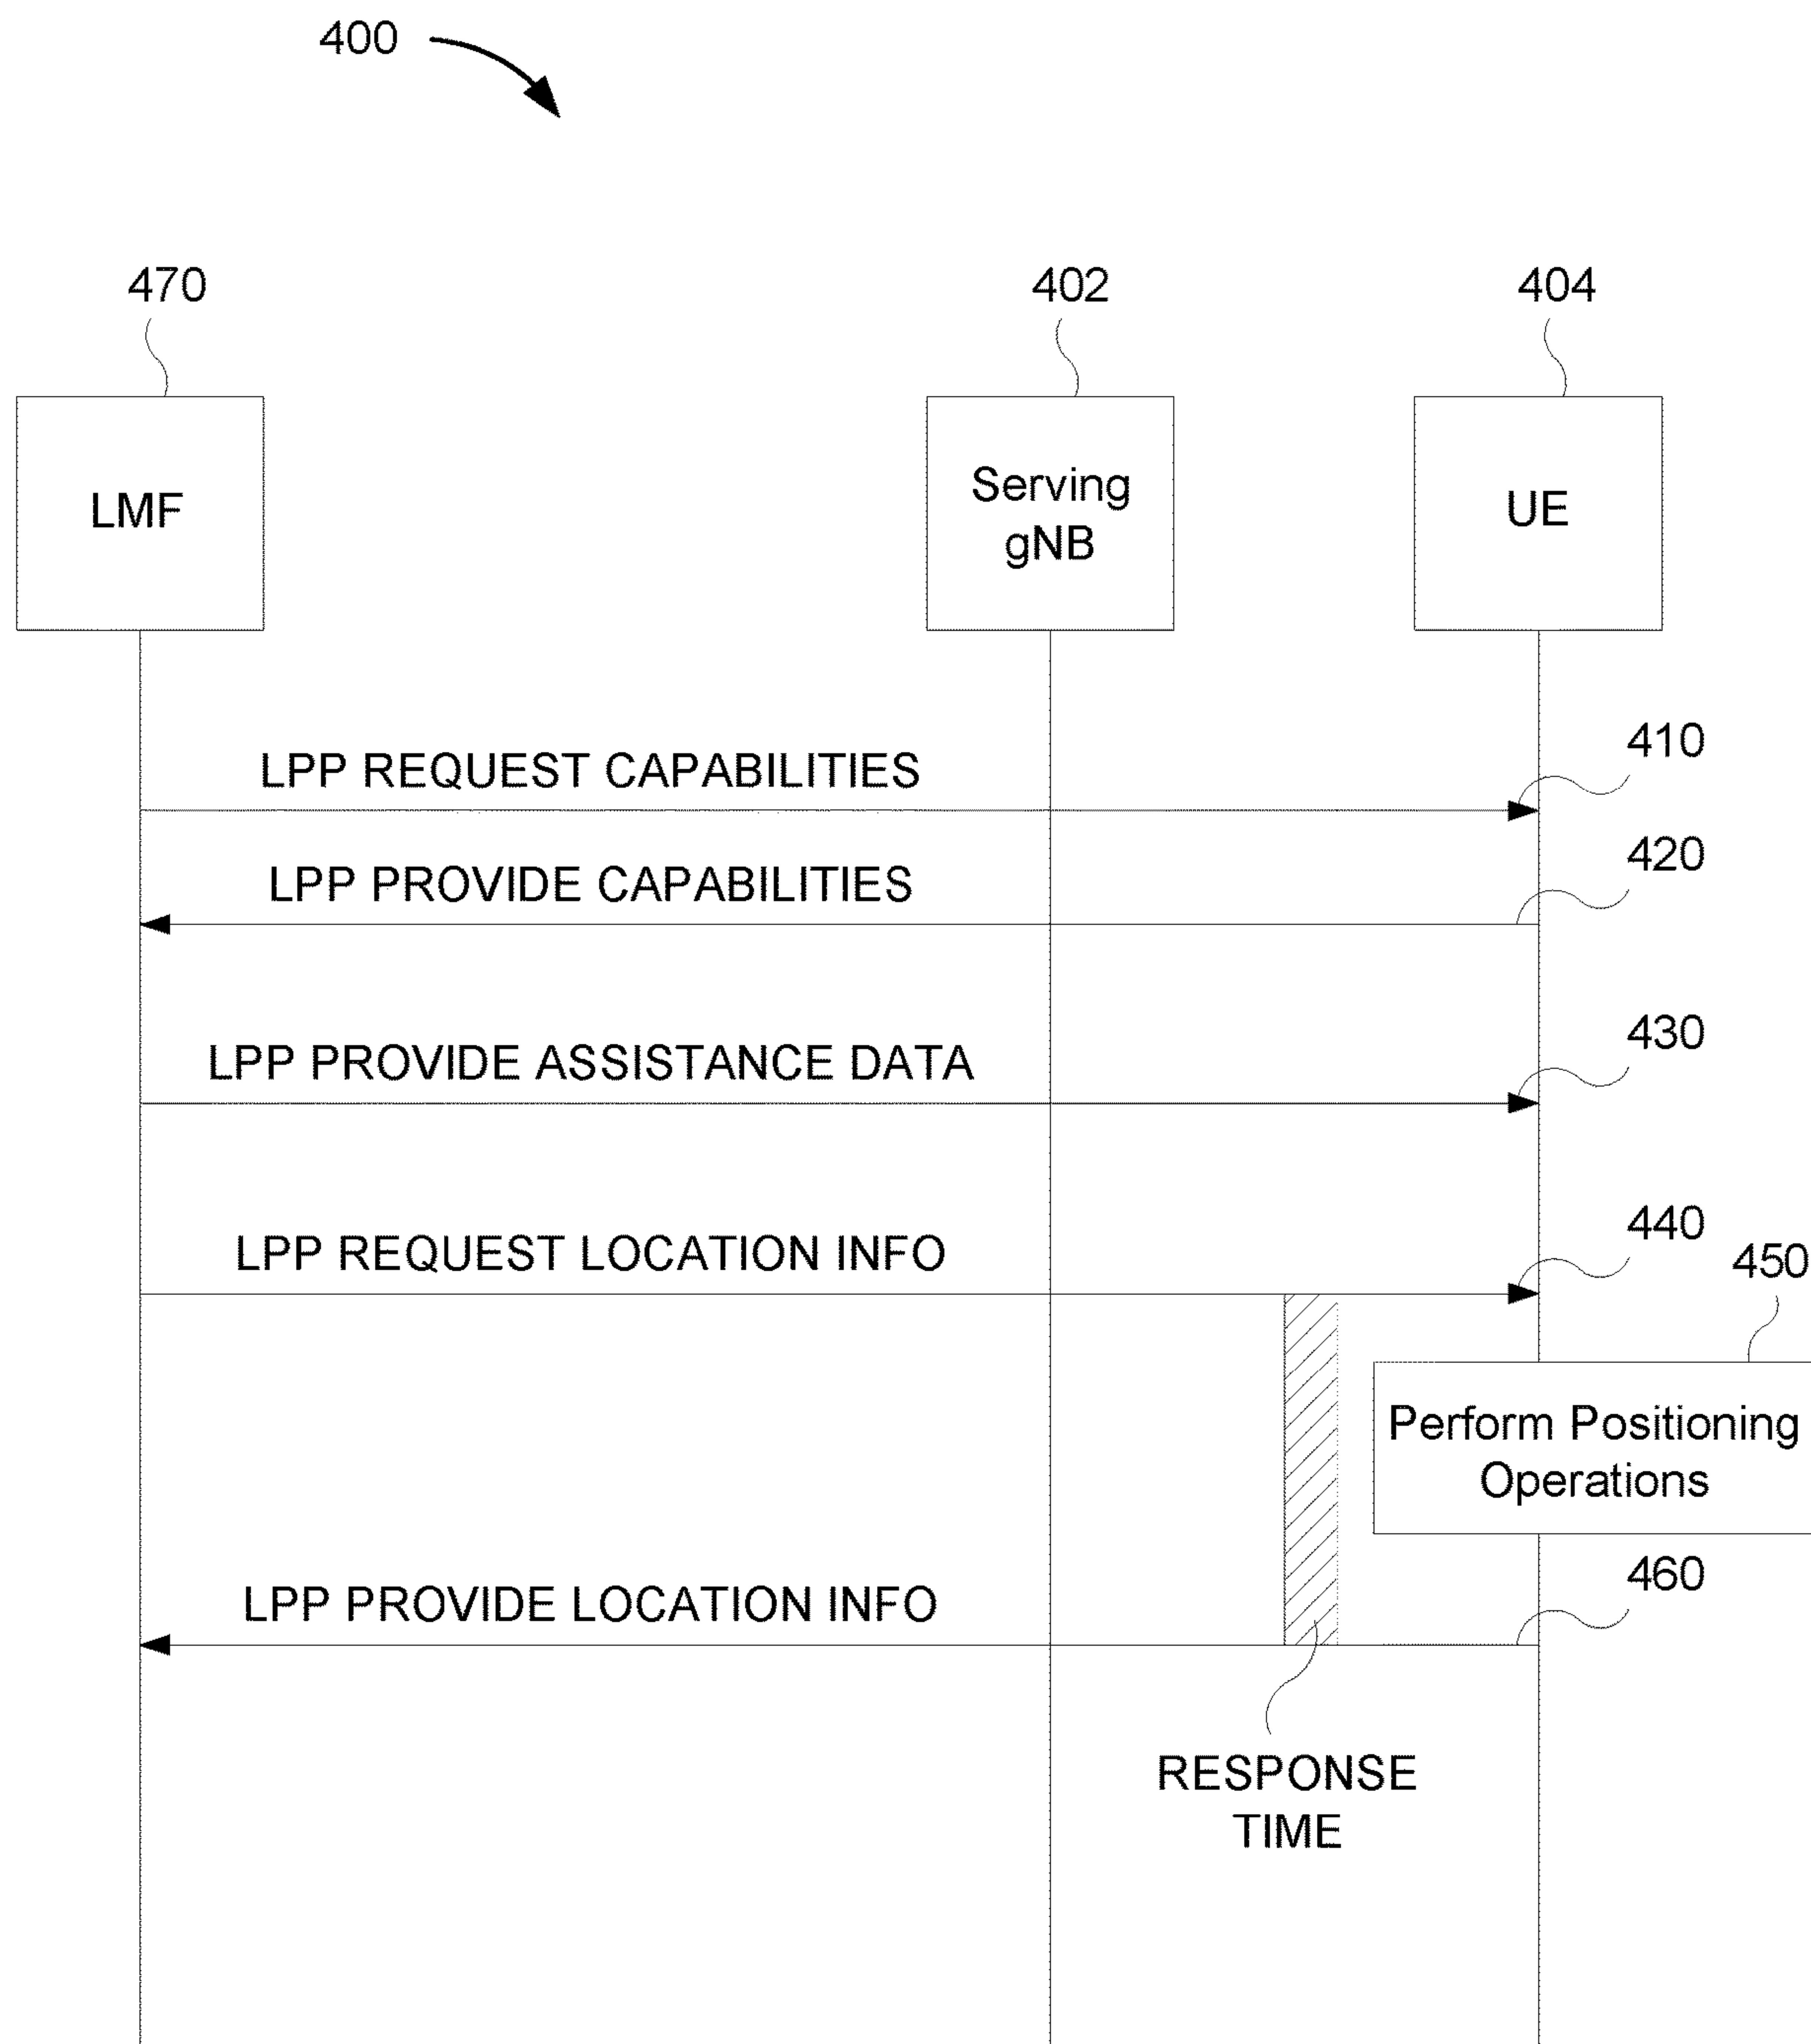 400
470
402
404
LMF
Serving
gNB
UE
410
LPP REQUEST CAPABILITIES
420
LPP PROVIDE CAPABILITIES
430
LPP PROVIDE ASSISTANCE DATA
440
LPP REQUEST LOCATION INFO
450
Perform Positioning
Operations
460
LPP PROVIDE LOCATION INFO
RESPONSE
TIME